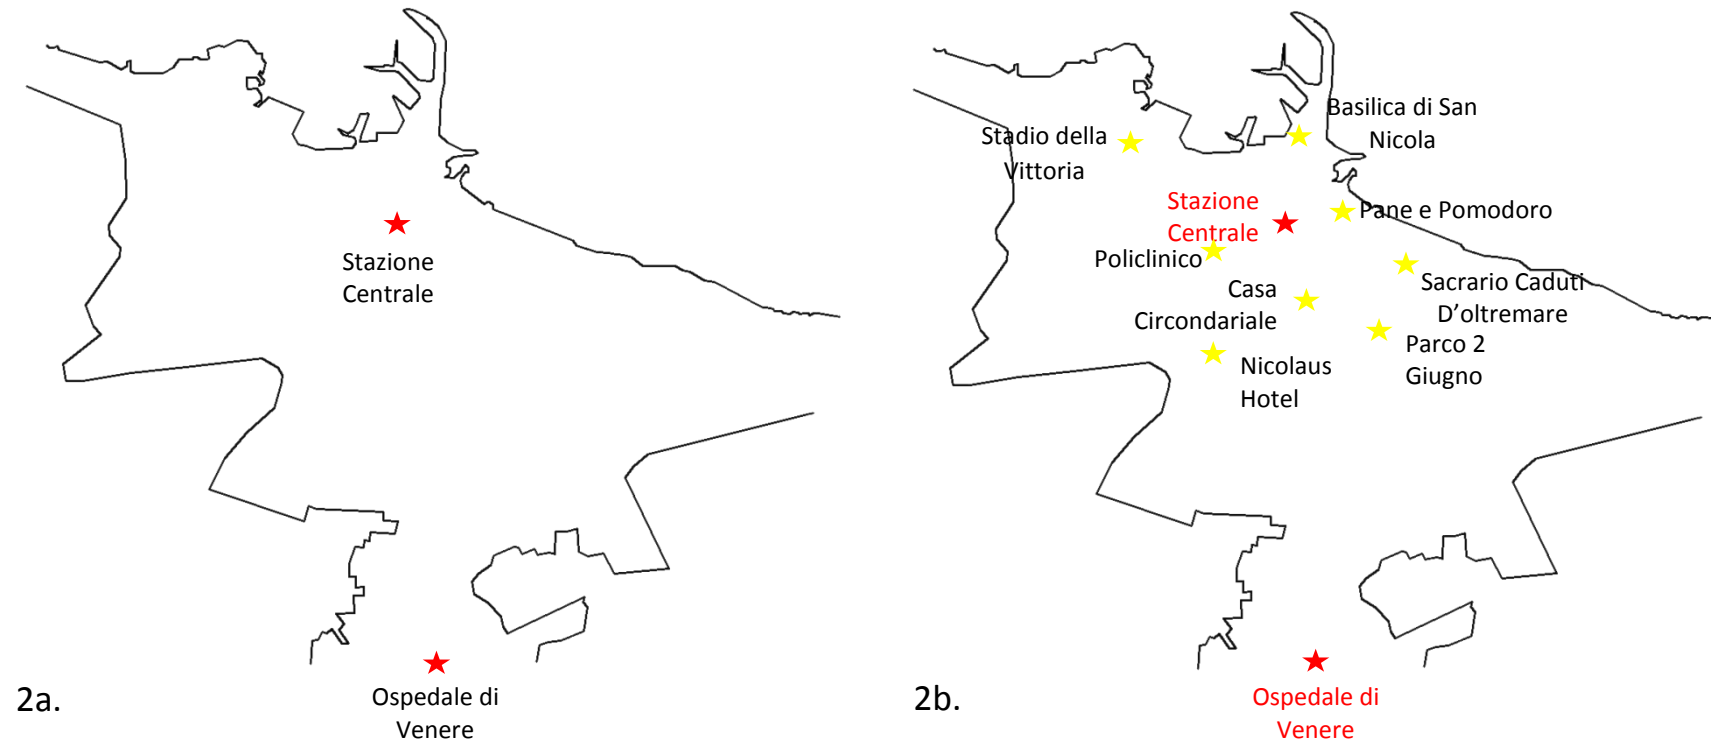 Stazione
Centrale
Ospedale di
Venere
2a.
Basilica di San
Nicola
Stadio della
Vittoria
Stazione
Centrale
Pane e Pomodoro
Policlinico
Sacrario Caduti
D’oltremare
Casa
Circondariale
Parco 2
Giugno
Nicolaus
Hotel
Ospedale di
Venere
2b.